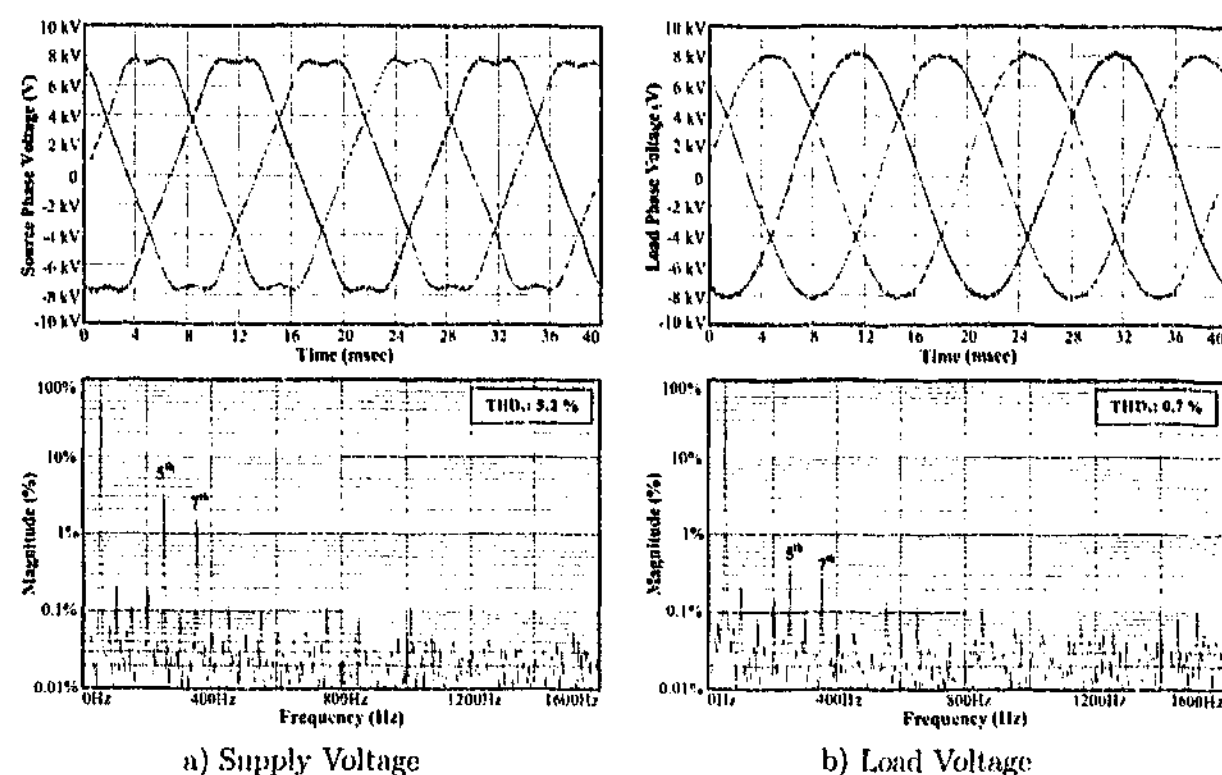 10 kV
8 kV
6 kV
4 kV
2 kV
0
-2 kV
-4 kV
-6 kV
-8 kV
-10 kV
Source Phase Voltage (V)
0 4 8 12 16 20 24 28 32 36 40
Time (msec)
10 kV
8 kV
6 kV
4 kV
2 kV
0
-2 kV
-4 kV
-6 kV
-8 kV
-10 kV
Load Phase Voltage (V)
0 4 8 12 16 20 24 28 32 36 40
Time (msec)
100%
10%
1%
0.1%
0.01%
Magnitude (%)
THDv: 5.2 %
5th
7th
0Hz 400Hz 800Hz 1200Hz 1600Hz
Frequency (Hz)
100%
10%
1%
0.1%
0.01%
Magnitude (%)
THDv: 0.7 %
5th
7th
0Hz 400Hz 800Hz 1200Hz 1600Hz
Frequency (Hz)
a) Supply Voltage
b) Load Voltage